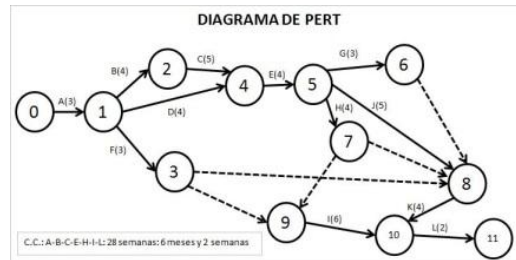 DIAGRAMA DE PERT
G(3)
6
2
C(5)
B(4)
E(4)
5
4
J(5)
A(3)
0
1
D(4)
H(4)
7
F(3)
3
8
9
K(4)
I(6)
10
L(2)
11
C.C.: A-B-C-E-H-I-L: 28 semanas: 6 meses y 2 semanas